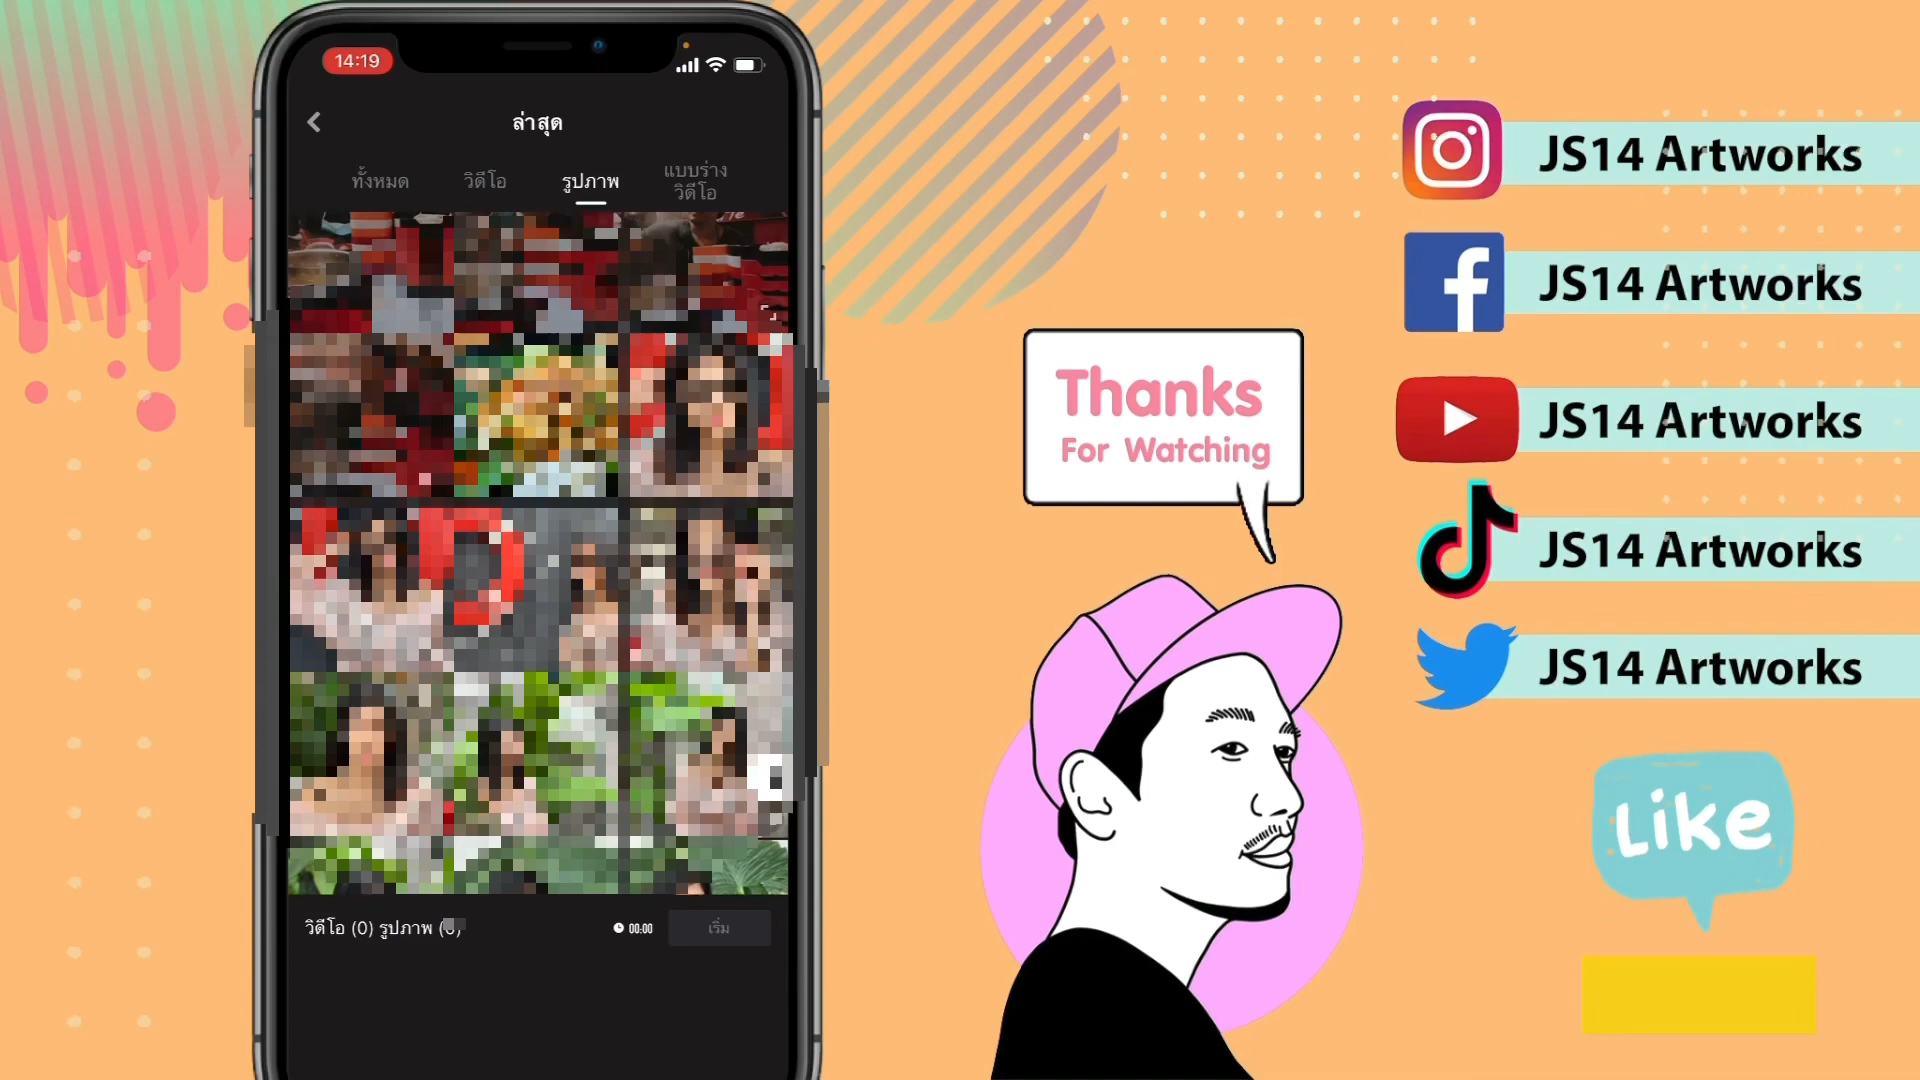 14:19
ล่าสุด
ทั้งหมด
วิดีโอ
รูปภาพ
แบบร่าง
วิดีโอ
วิดีโอ (0) รูปภาพ
00:00
เริ่ม
Thanks
For Watching
JS14 Artworks
JS14 Artworks
JS14 Artworks
JS14 Artworks
JS14 Artworks
Like